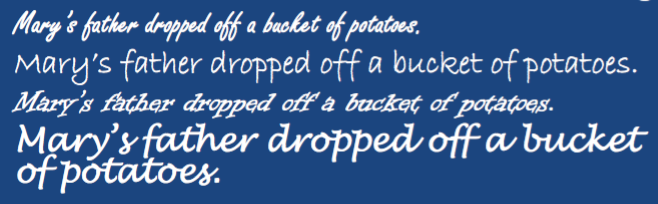 Mary's father dropped off a bucket of potatoes.
Mary's father dropped off a bucket of potatoes.
Mary's father dropped off a bucket of potatoes.
Mary's father dropped off a bucket
of potatoes.